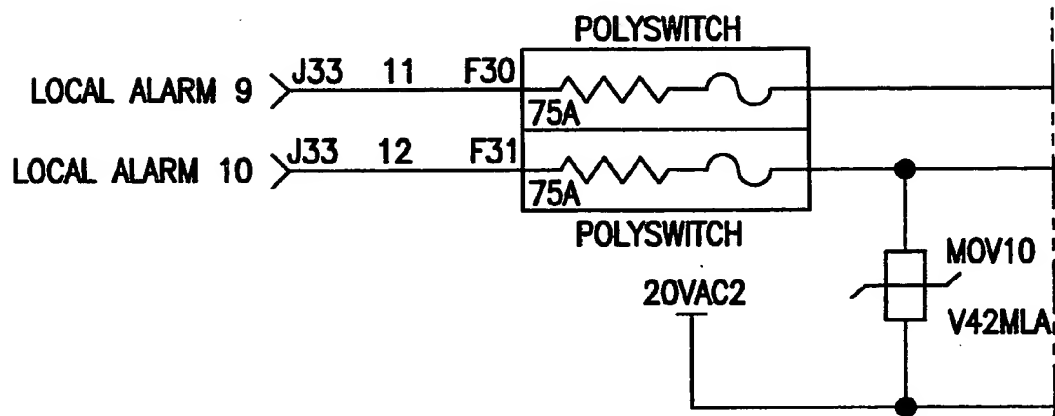 POLYSWITCH
LOCAL ALARM 9 J33 11 F30
75A
LOCAL ALARM 10 J33 12 F31
75A
POLYSWITCH
MOV10
20VAC2
V42MLA